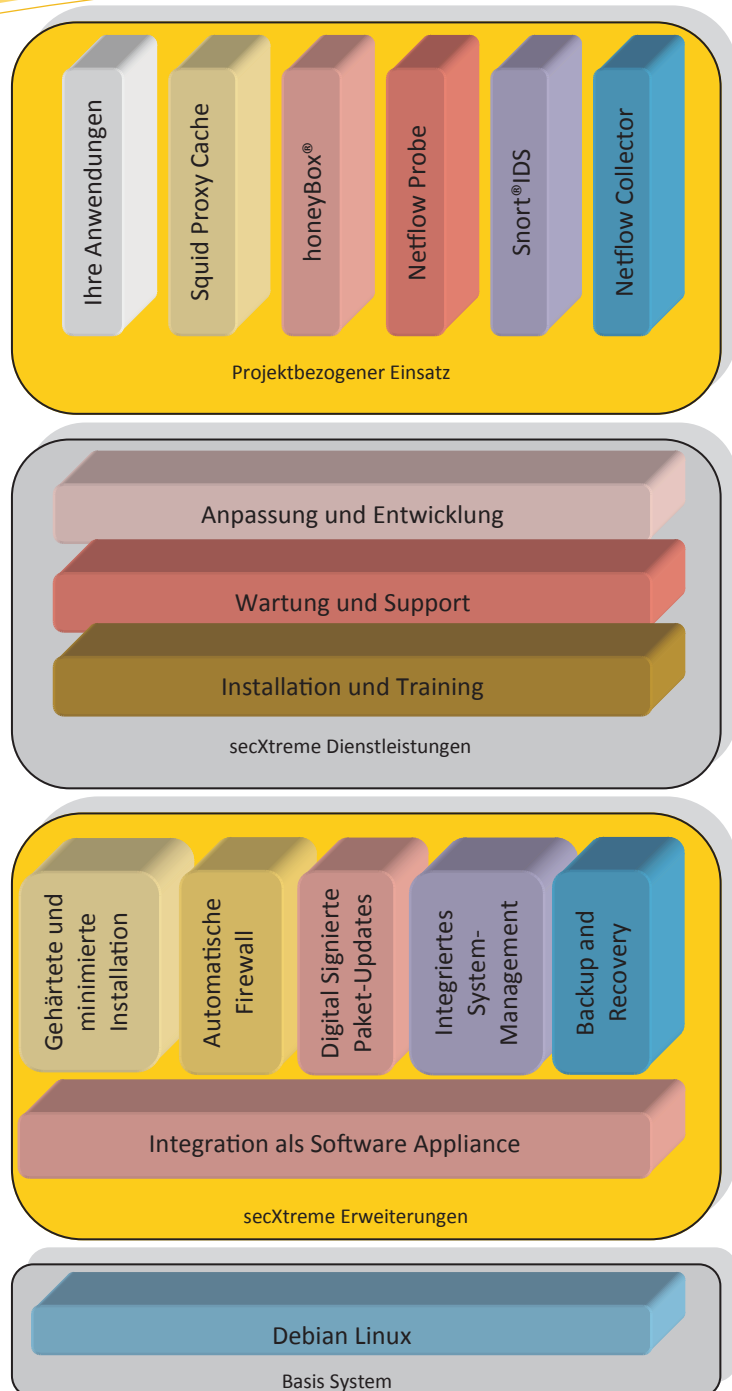 Ihre Anwendungen
Squid Proxy Cache
honeyBox®
Netflow Probe
Snort®IDS
Netflow Collector
Projektbezogener Einsatz
Anpassung und Entwicklung
Wartung und Support
Installation und Training
secXtreme Dienstleistungen
Gehärtete und
minimierte
Installation
Automatische
Firewall
Digital Signierte
Paket-Updates
Integriertes
System-
Management
Backup and
Recovery
Integration als Software Appliance
secXtreme Erweiterungen
Debian Linux
Basis System